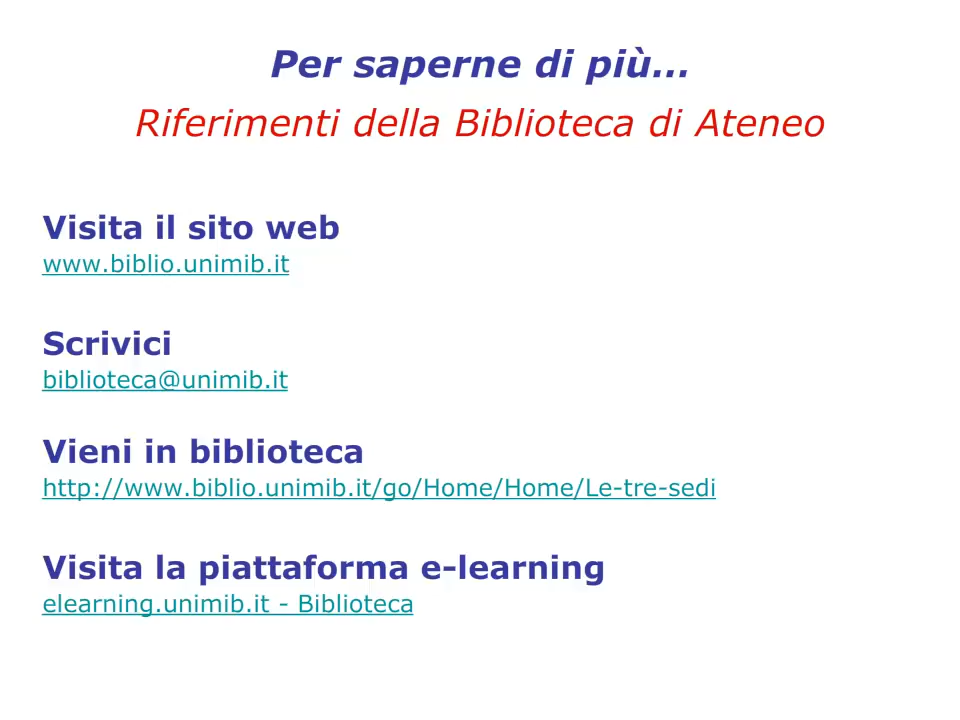 Per saperne di più...
Riferimenti della Biblioteca di Ateneo
Visita il sito web
www.biblio.unimib.it
Scrivici
biblioteca@unimib.it
Vieni in biblioteca
http://www.biblio.unimib.it/go/Home/Home/Le-tre-sedi
Visita la piattaforma e-learning
elearning.unimib.it - Biblioteca